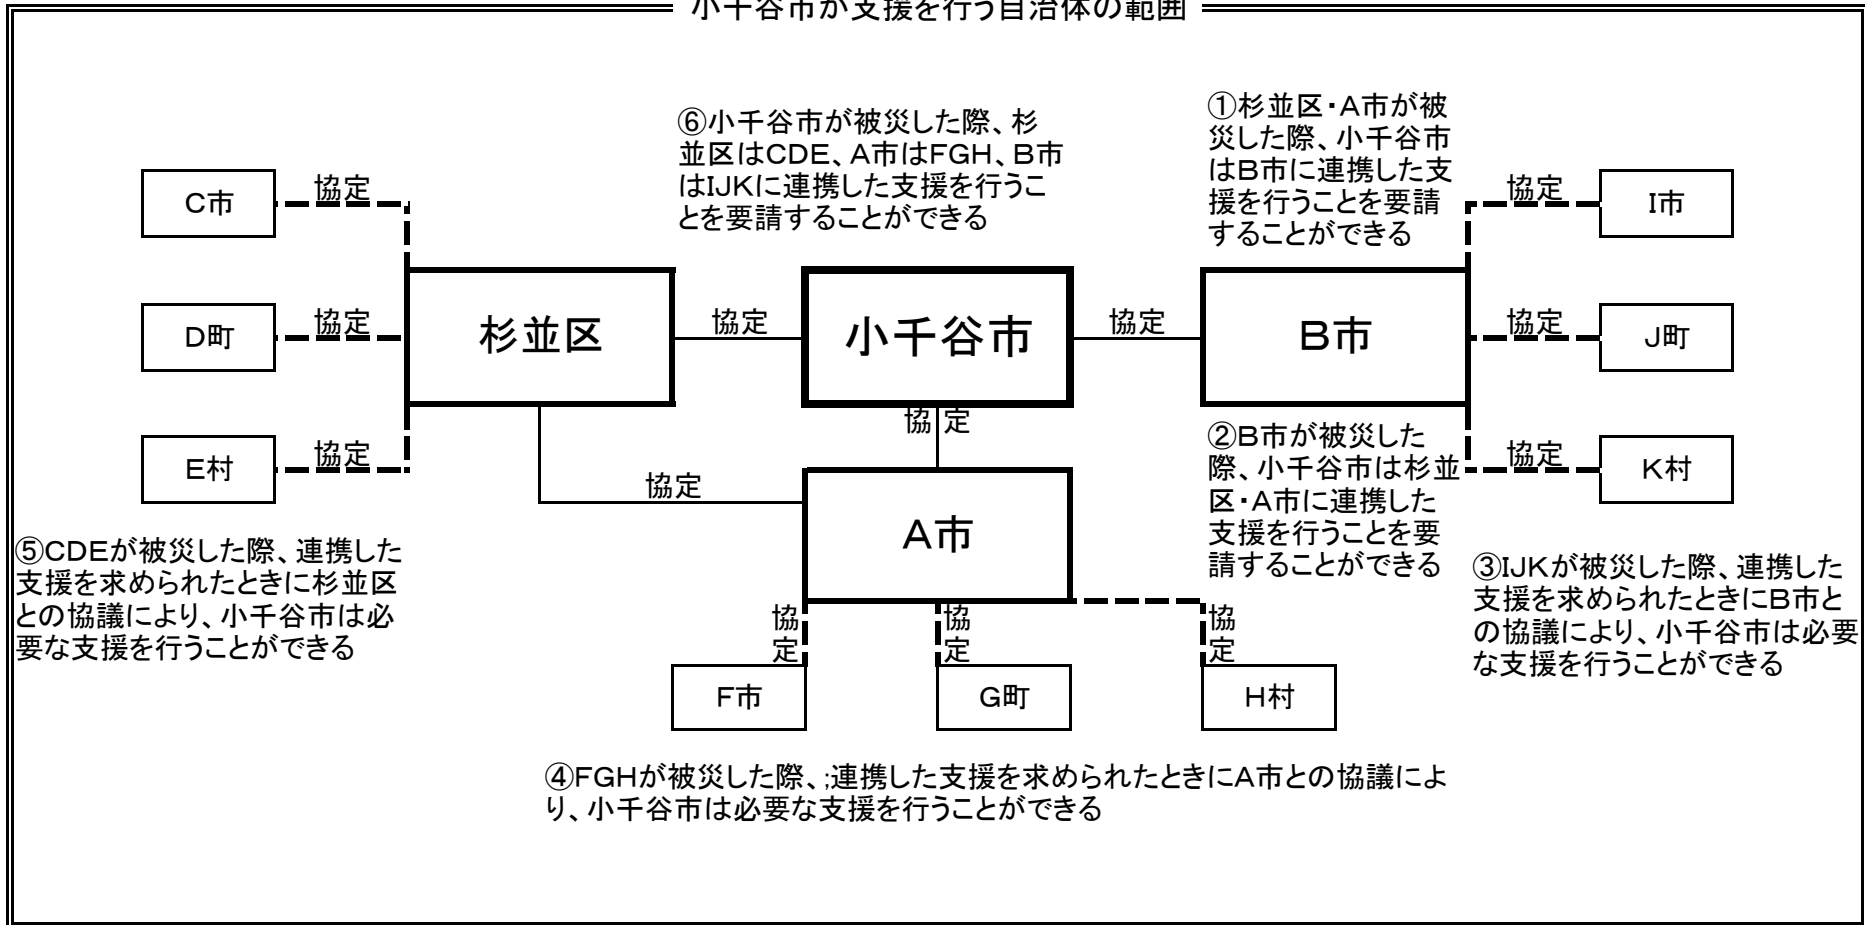 小千谷市が支援を行う自治体の範囲
⑥小千谷市が被災した際、杉
並区はCDE、A市はFGH、B市
はIJKに連携した支援を行うこ
とを要請することができる
①杉並区・A市が被
災した際、小千谷市
はB市に連携した支
援を行うことを要請
することができる
C市
協定
協定
I市
D町
協定
杉並区
協定
小千谷市
協定
B市
協定
J町
E村
協定
協定
協定
K村
協定
A市
②B市が被災した
際、小千谷市は杉並
区・A市に連携した
支援を行うことを要
請することができる
⑤CDEが被災した際、連携した
支援を求められたときに杉並区
との協議により、小千谷市は必
要な支援を行うことができる
③IJKが被災した際、連携した
支援を求められたときにB市と
の協議により、小千谷市は必要
な支援を行うことができる
協定
協定
協定
F市
G町
H村
④FGHが被災した際、;連携した支援を求められたときにA市との協議によ
り、小千谷市は必要な支援を行うことができる